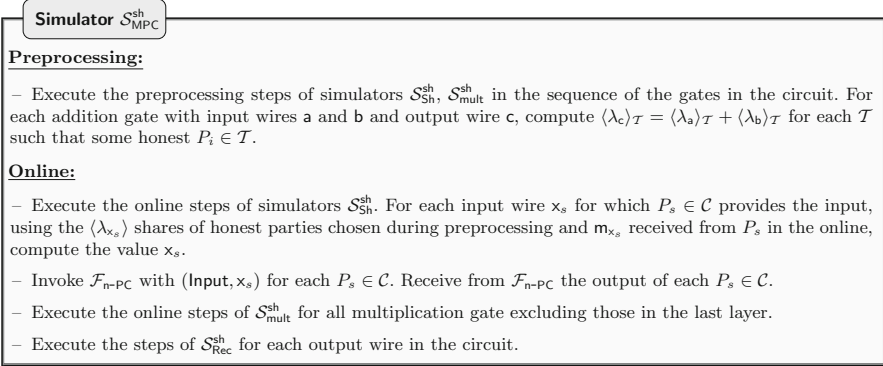 Simulator 𝒮^sh_MPC
Preprocessing:
– Execute the preprocessing steps of simulators 𝒮^sh_Sh, 𝒮^sh_mult in the sequence of the gates in the circuit. For
each addition gate with input wires a and b and output wire c, compute ⟨λ_c⟩_𝒯 = ⟨λ_a⟩_𝒯 + ⟨λ_b⟩_𝒯 for each 𝒯
such that some honest P_i ∈ 𝒯.
Online:
– Execute the online steps of simulators 𝒮^sh_Sh. For each input wire x_s for which P_s ∈ 𝒞 provides the input,
using the ⟨λ_{x_s}⟩ shares of honest parties chosen during preprocessing and m_{x_s} received from P_s in the online,
compute the value x_s.
– Invoke ℱ_{n-PC} with (Input, x_s) for each P_s ∈ 𝒞. Receive from ℱ_{n-PC} the output of each P_s ∈ 𝒞.
– Execute the online steps of 𝒮^sh_mult for all multiplication gate excluding those in the last layer.
– Execute the steps of 𝒮^sh_Rec for each output wire in the circuit.